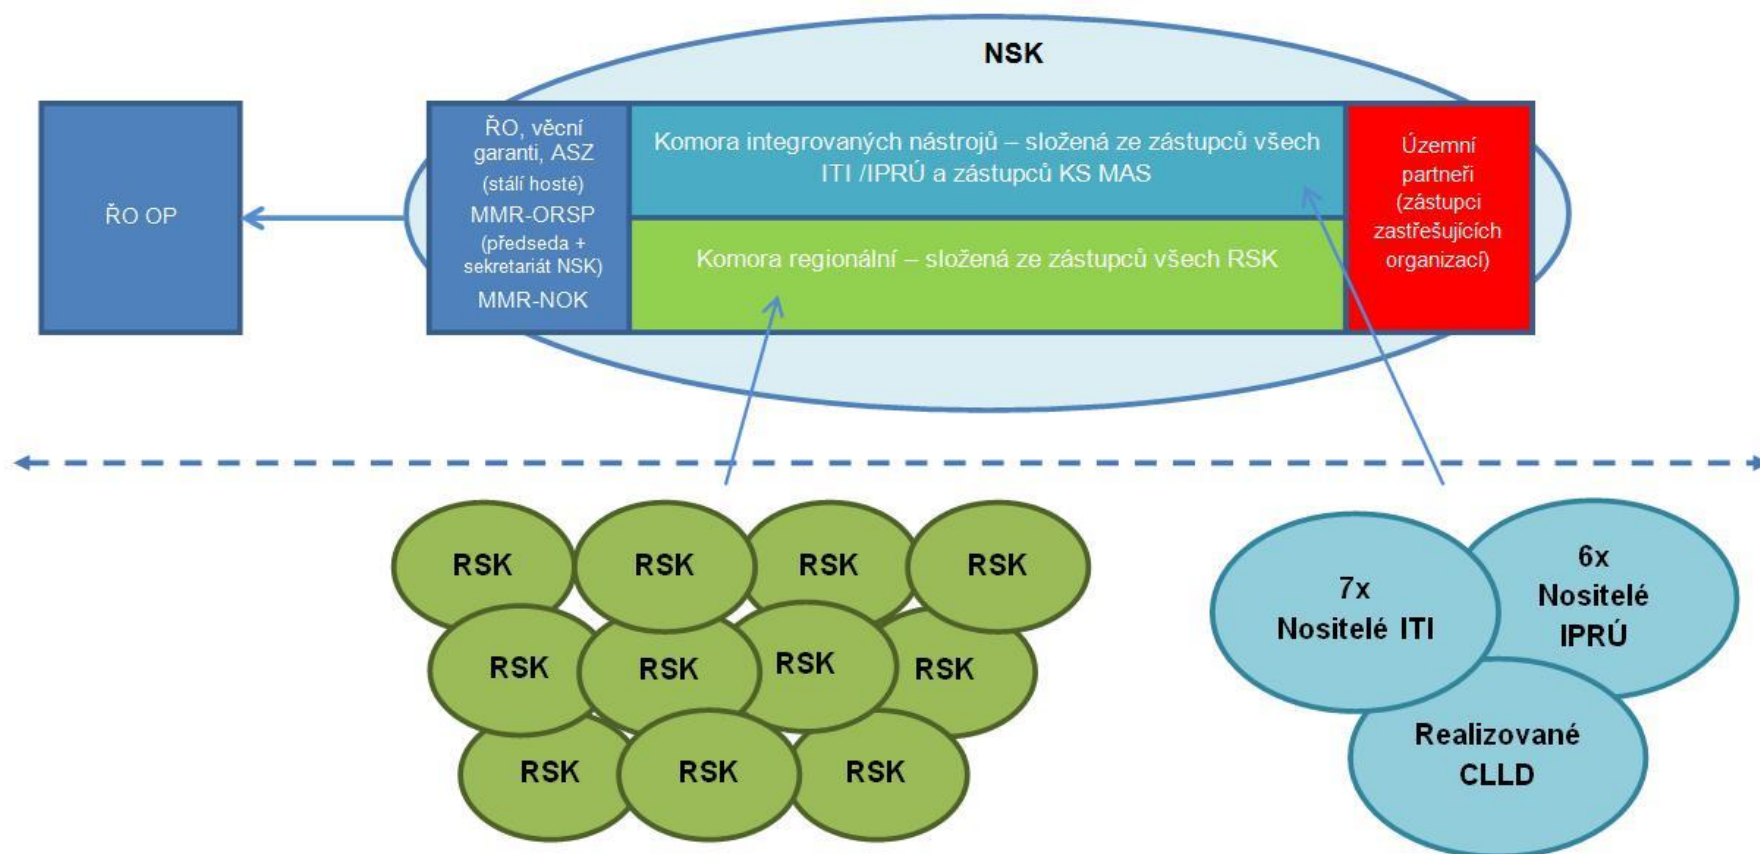 NSK
ŘO OP
ŘO, věcní
garanti, ASZ
(stálí hosté)
MMR-ORSP
(předseda +
sekretariát NSK)
MMR-NOK
Komora integrovaných nástrojů – složená ze zástupců všech
ITI /IPRÚ a zástupců KS MAS
Komora regionální – složená ze zástupců všech RSK
Územní
partneři
(zástupci
zastřešujících
organizací)
RSK
RSK
RSK
RSK
RSK
RSK
RSK
RSK
RSK
RSK
RSK
7x
Nositelé ITI
6x
Nositelé
IPRÚ
Realizované
CLLD